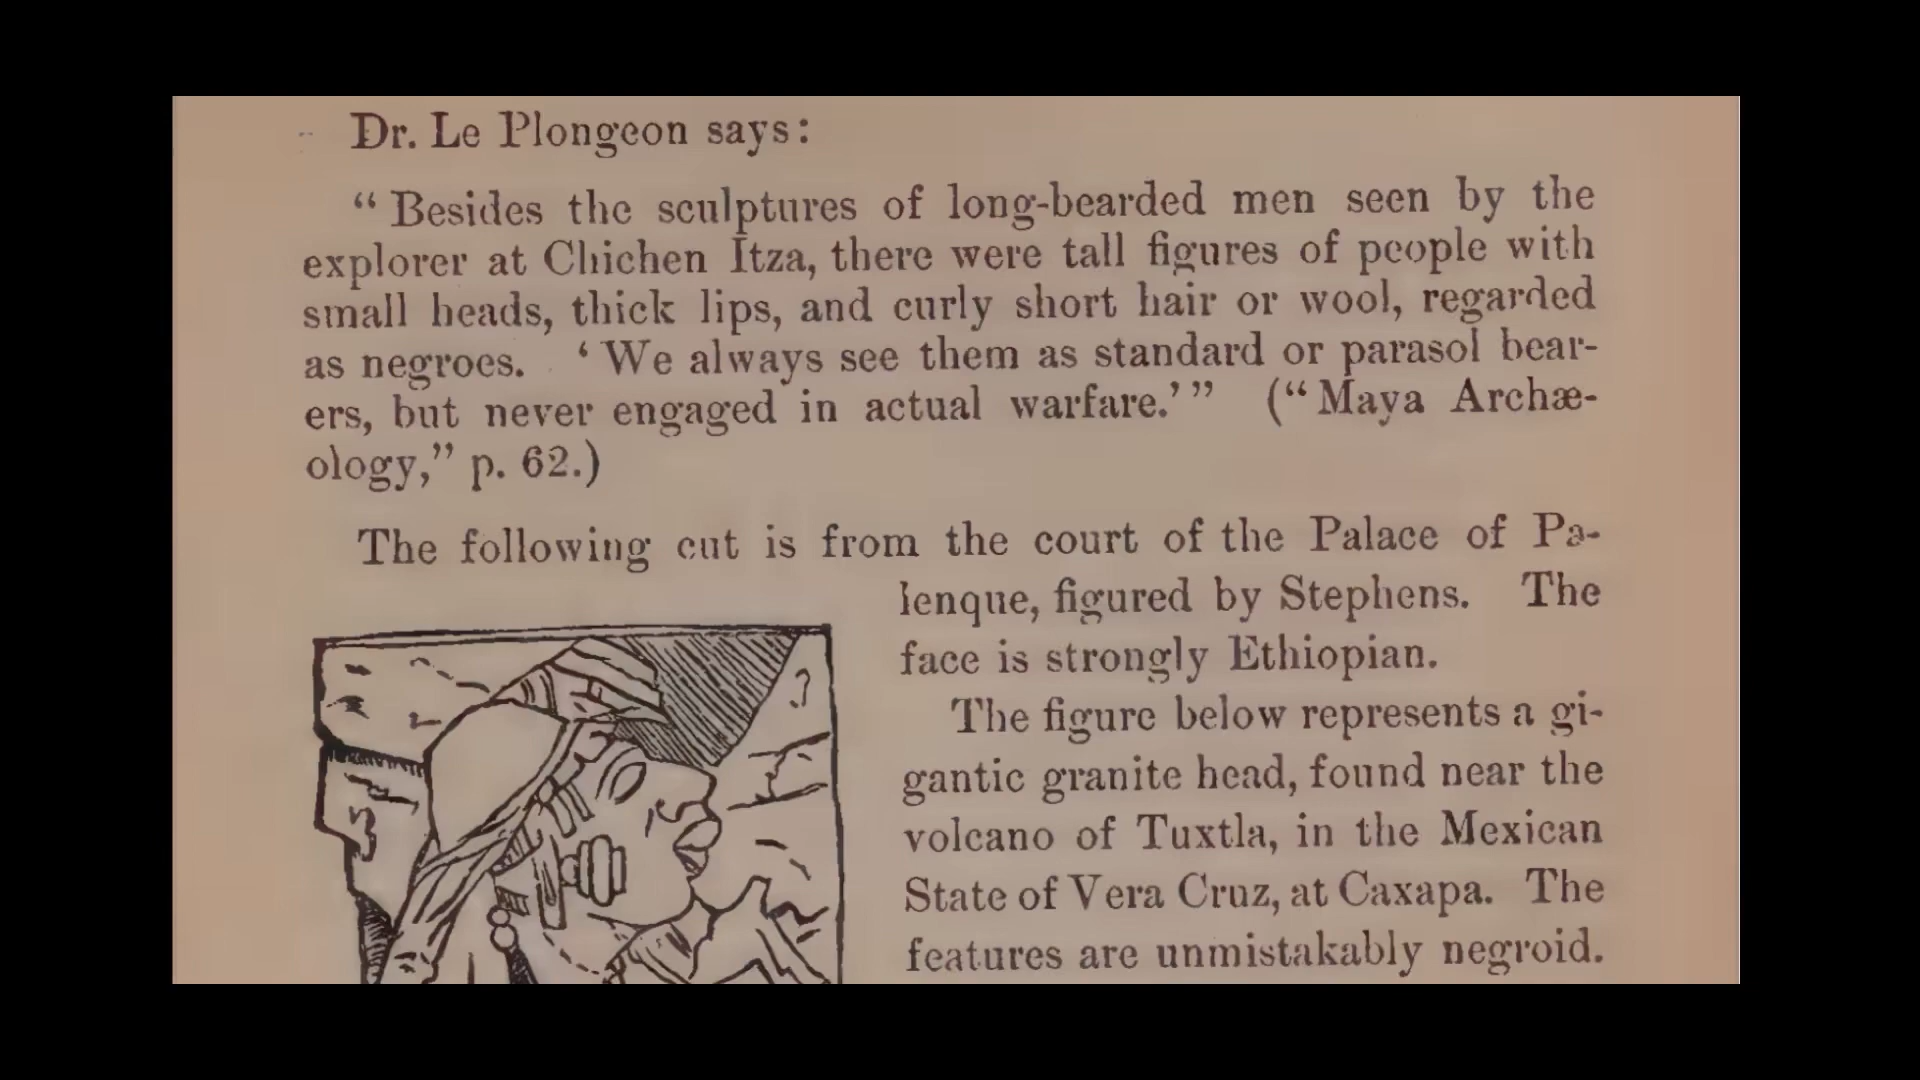 Dr. Le Plongeon says:
“Besides the sculptures of long-bearded men seen by the
explorer at Chichen Itza, there were tall figures of people with
small heads, thick lips, and curly short hair or wool, regarded
as negroes. ‘We always see them as standard or parasol bear-
ers, but never engaged in actual warfare.’” (“Maya Archæ-
ology,” p. 62.)
The following cut is from the court of the Palace of Pa-
lenque, figured by Stephens. The
face is strongly Ethiopian.
The figure below represents a gi-
gantic granite head, found near the
volcano of Tuxtla, in the Mexican
State of Vera Cruz, at Caxapa. The
features are unmistakably negroid.